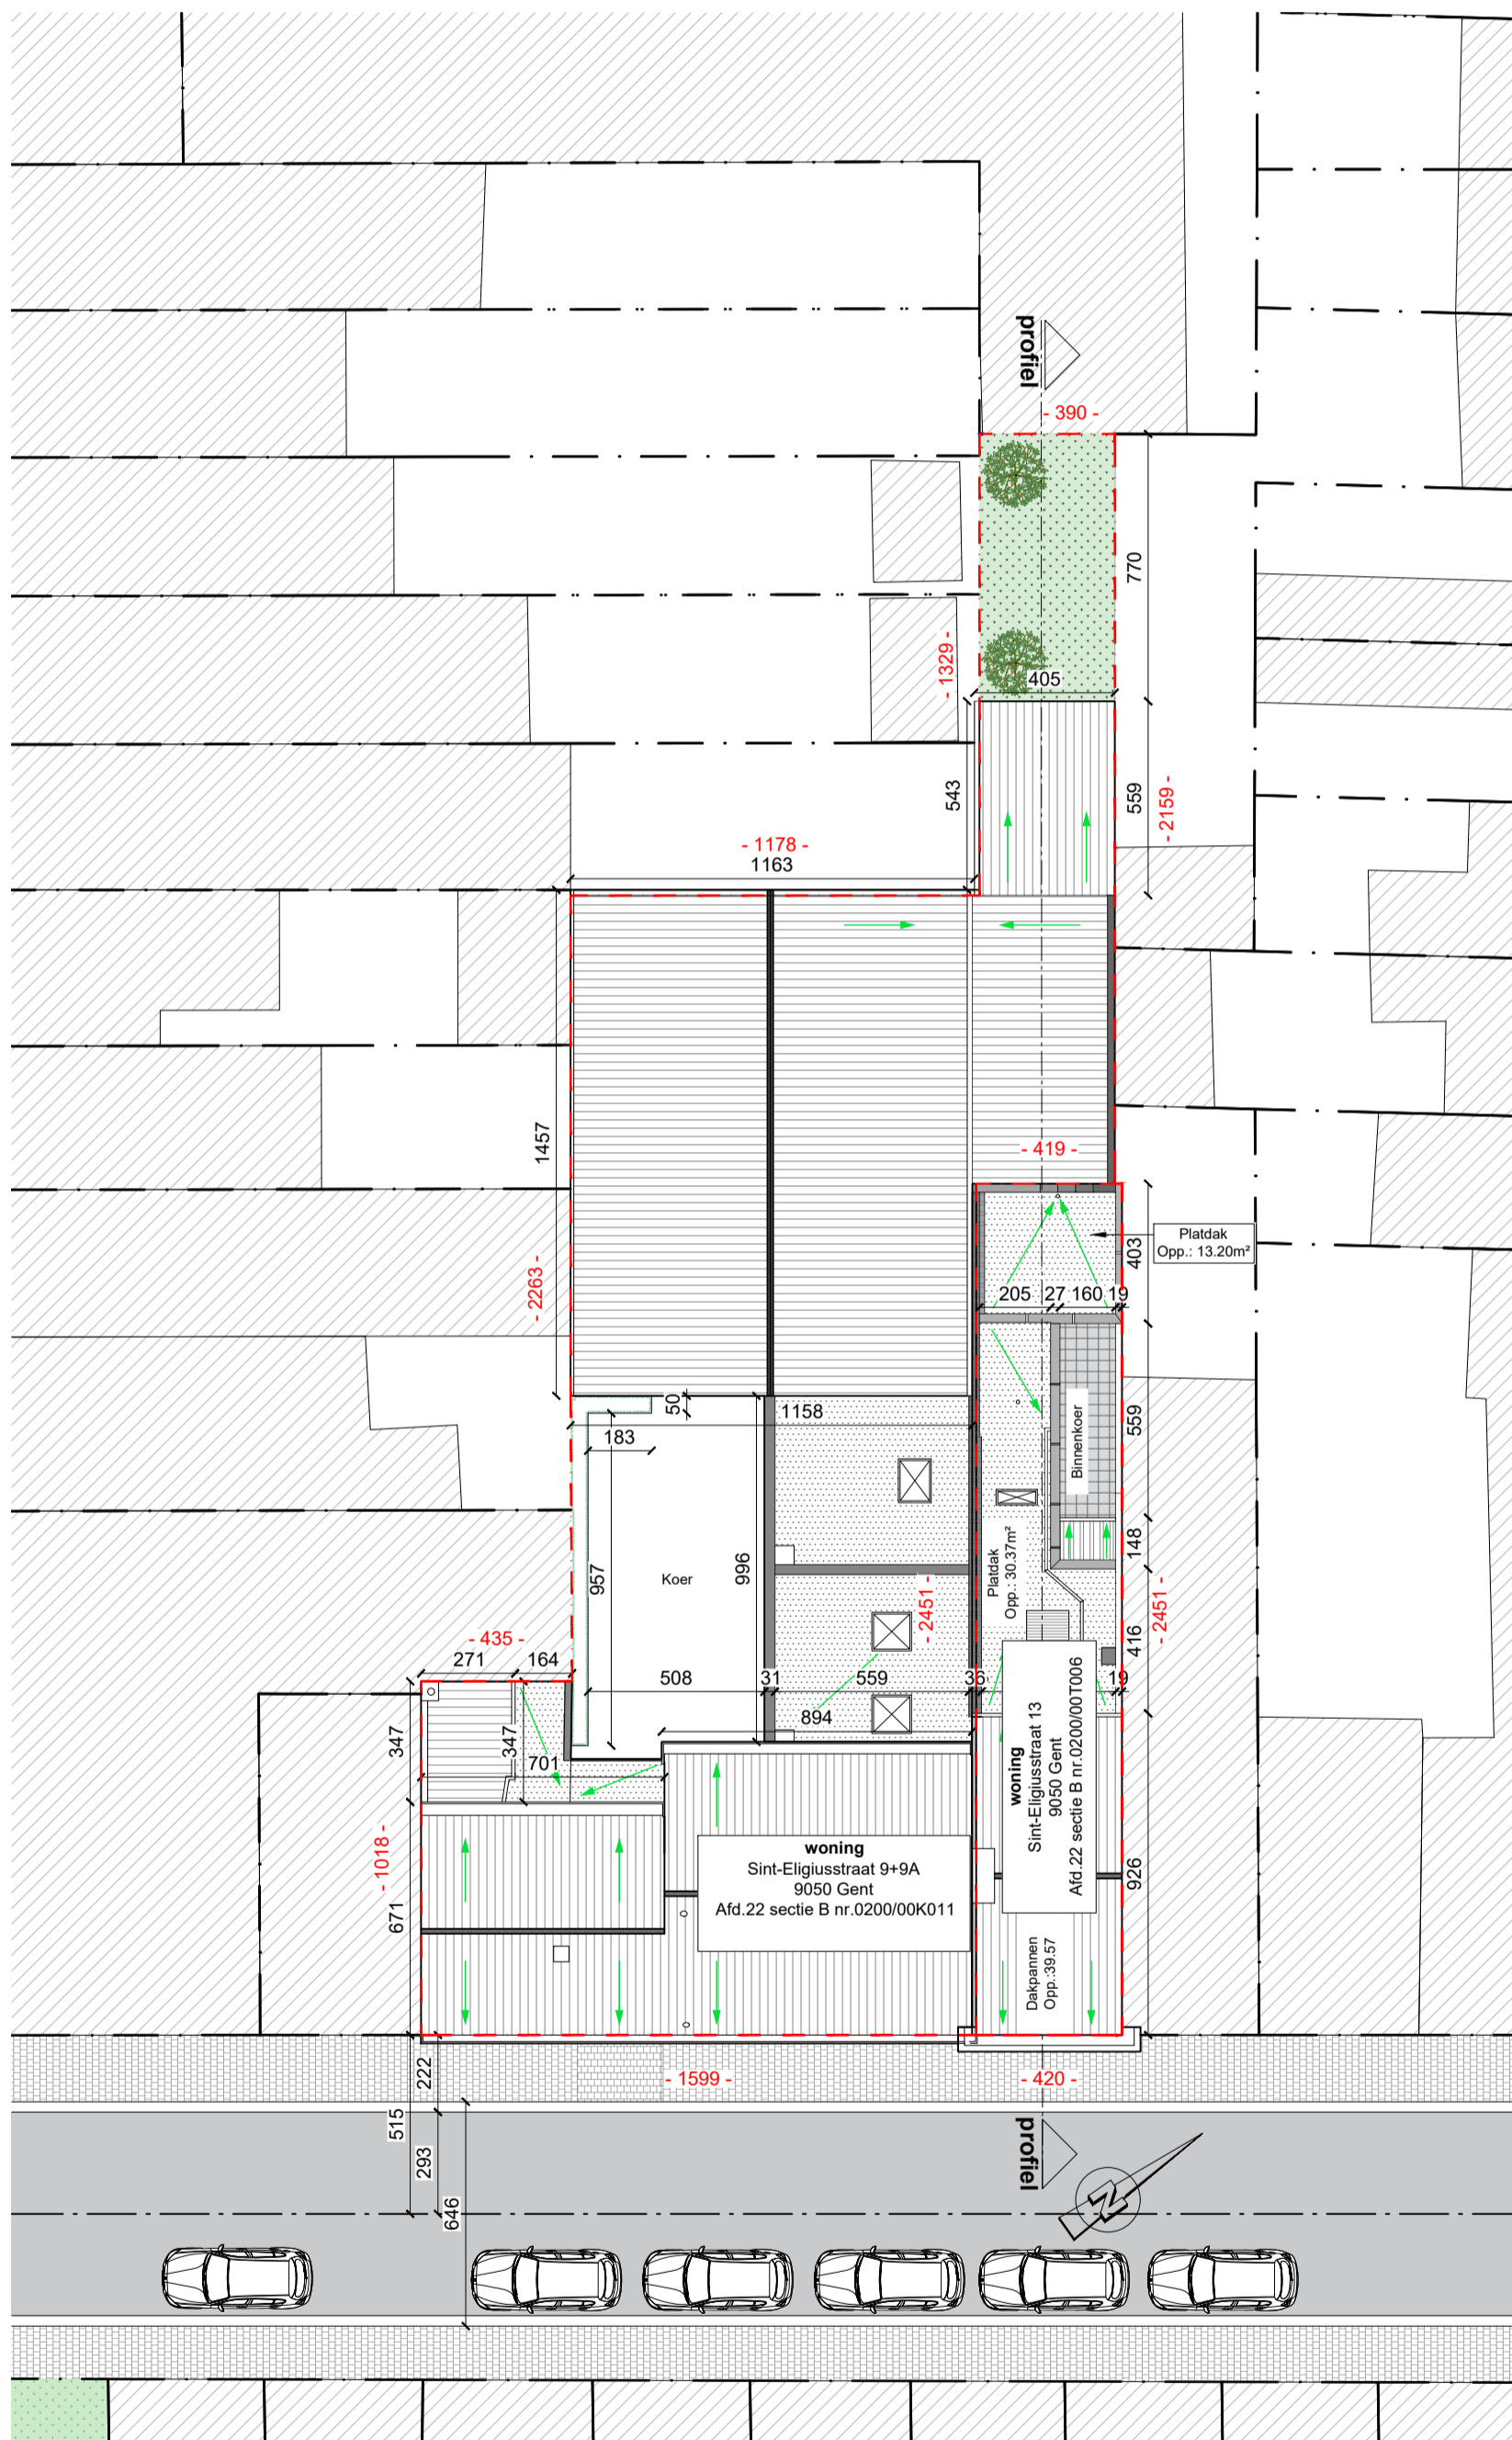 profiel
- 390 -
770
- 1329 -
405
543
559
- 2159 -
- 1178 -
1163
1457
- 419 -
Platdak
Opp.: 13.20m²
403
- 2263 -
205
27
160
19
50
1158
183
Binnenkoer
559
957
Koer
996
Platdak
Opp.: 30.37m²
148
- 2451 -
- 2451 -
416
- 435 -
271
164
508
31
559
36
19
894
347
347
701
woning
Sint-Eligiusstraat 13
9050 Gent
Afd.22 sectie B nr.0200/00T006
- 1018 -
671
woning
Sint-Eligiusstraat 9+9A
9050 Gent
Afd.22 sectie B nr.0200/00K011
926
Dakpannen
Opp.:39.57
222
- 1599 -
- 420 -
515
293
646
profiel
N